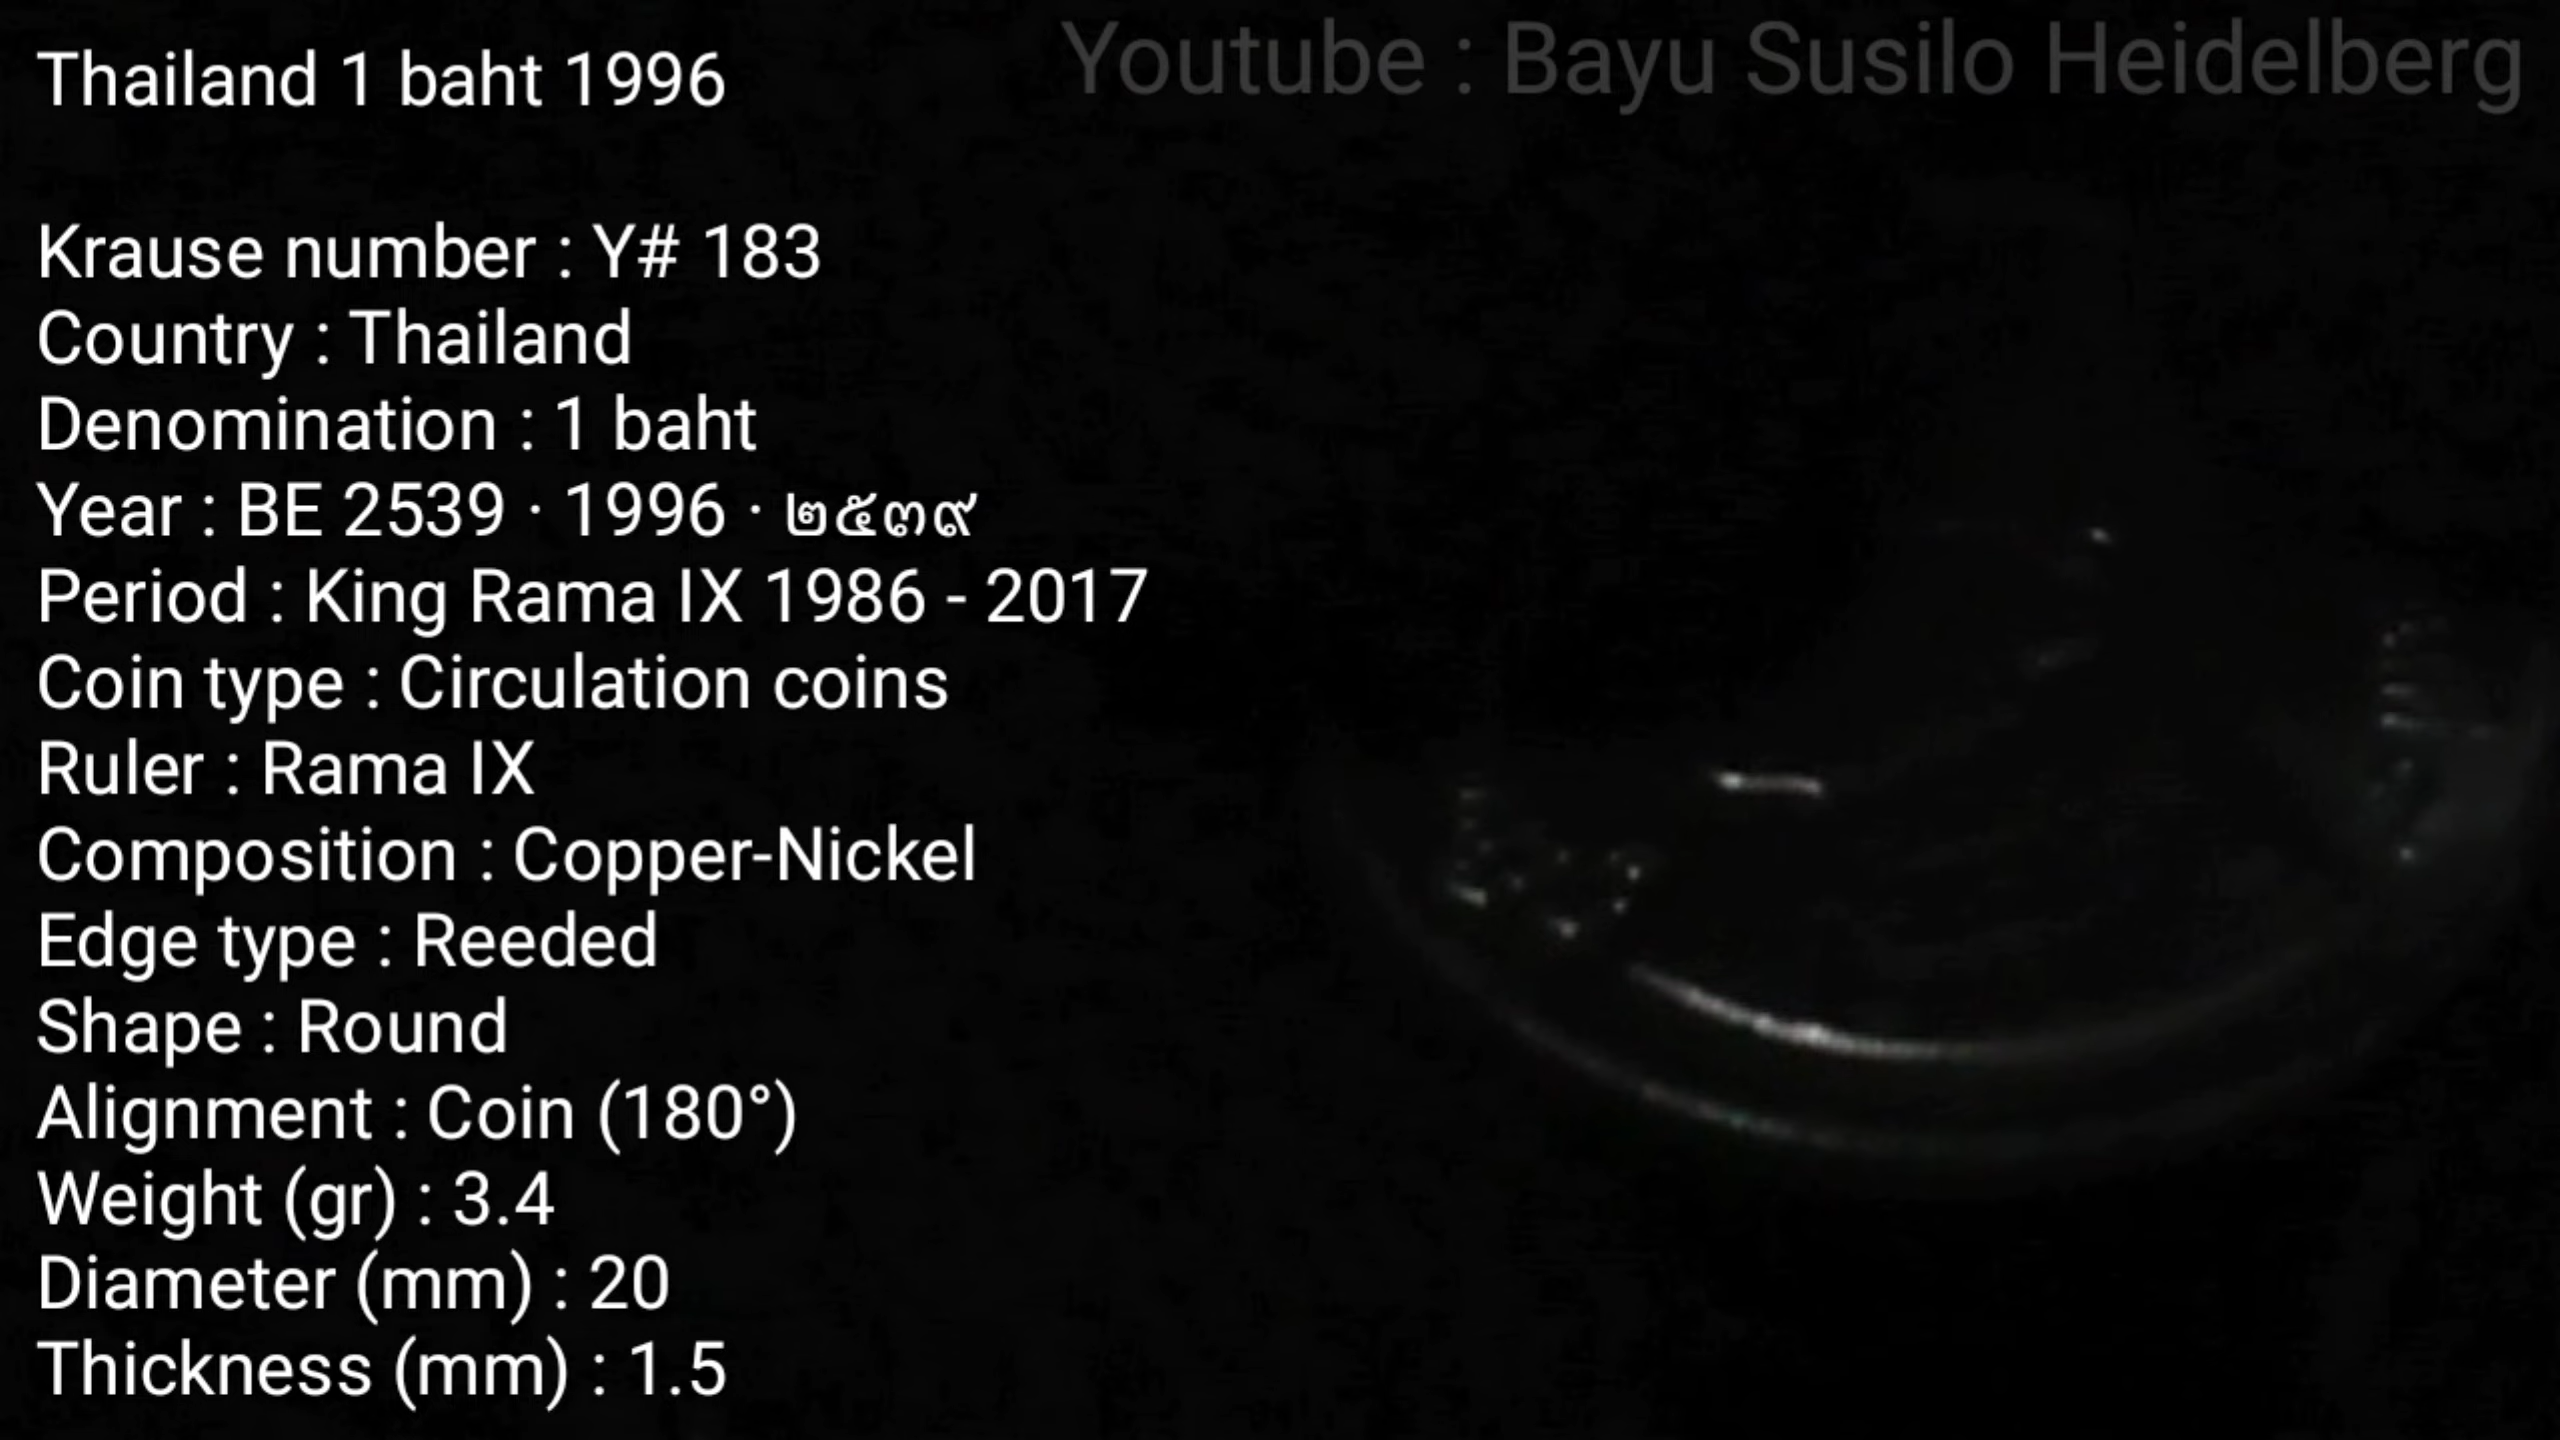 Thailand 1 baht 1996
Youtube : Bayu Susilo Heidelberg
Krause number : Y# 183
Country : Thailand
Denomination : 1 baht
Year : BE 2539 · 1996 · ๒๕๓๙
Period : King Rama IX 1986 - 2017
Coin type : Circulation coins
Ruler : Rama IX
Composition : Copper-Nickel
Edge type : Reeded
Shape : Round
Alignment : Coin (180°)
Weight (gr) : 3.4
Diameter (mm) : 20
Thickness (mm) : 1.5